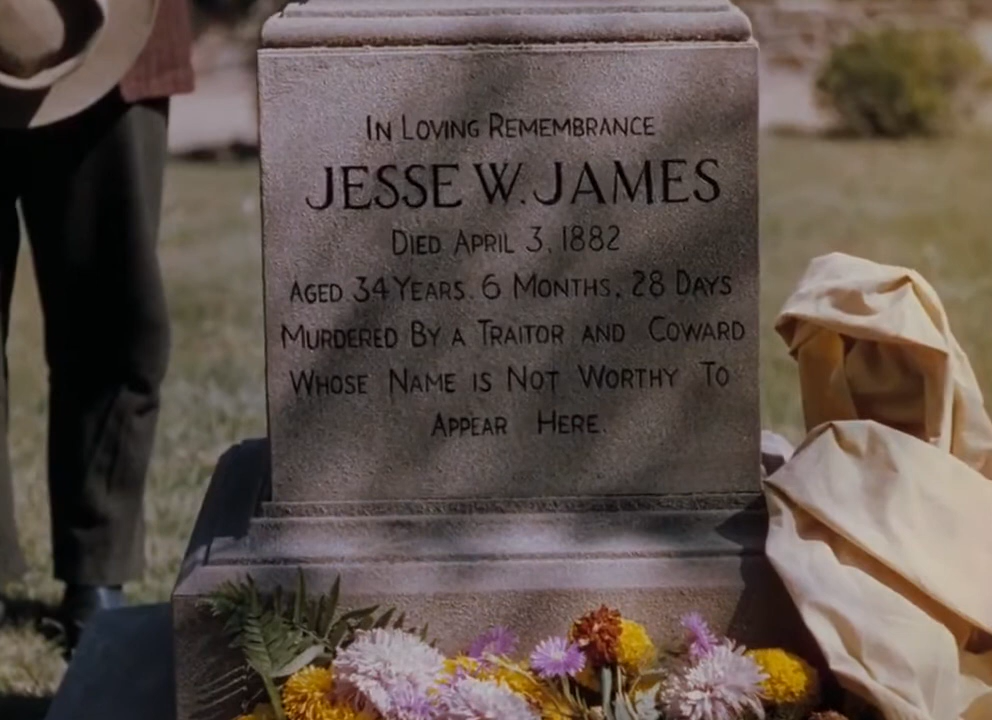 In Loving Remembrance
JESSE W. JAMES
Died April 3, 1882
Aged 34 Years. 6 Months, 28 Days
Murdered By a Traitor and Coward
Whose Name is Not Worthy To
Appear Here.